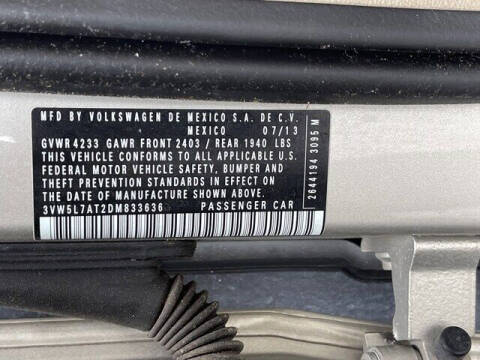 MFD BY VOLKSWAGEN DE MEXICO S.A. DE C.V.
MEXICO 07/13
GVWR 4233 GAWR FRONT 2403 / REAR 1940 LBS
THIS VEHICLE CONFORMS TO ALL APPLICABLE U.S.
FEDERAL MOTOR VEHICLE SAFETY, BUMPER AND
THEFT PREVENTION STANDARDS IN EFFECT ON
THE DATE OF MANUFACTURE SHOWN ABOVE.
3VW5L7AT2DM833636 PASSENGER CAR
2644194 3095 M